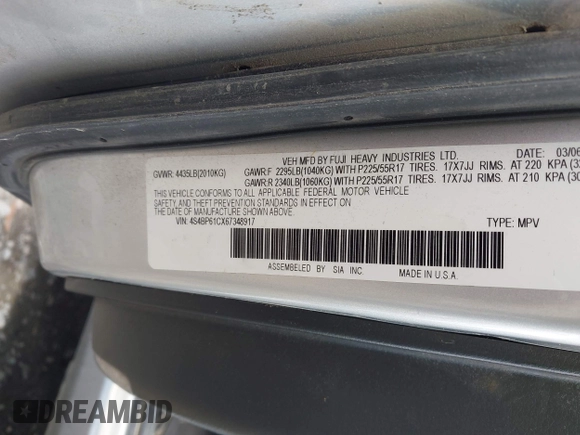 VEH MFD BY FUJI HEAVY INDUSTRIES LTD. DATE: 03/06
GVWR: 4435LB(2010KG) GAWR:F 2295LB(1040KG) WITH P225/55R17 TIRES. 17X7JJ RIMS. AT 220 KPA
GAWR:R 2340LB(1060KG) WITH P225/55R17 TIRES. 17X7JJ RIMS. AT 210 KPA
THIS VEHICLE CONFORMS TO ALL APPLICABLE FEDERAL MOTOR VEHICLE
SAFETY, AND THEFT PREVENTION STANDARDS IN EFFECT ON
THE DATE OF MANUFACTURE SHOWN ABOVE.
VIN: 4S4BP61CX67348917 TYPE: MPV
ASSEMBELED BY SIA INC. MADE IN U.S.A.
DREAMBID